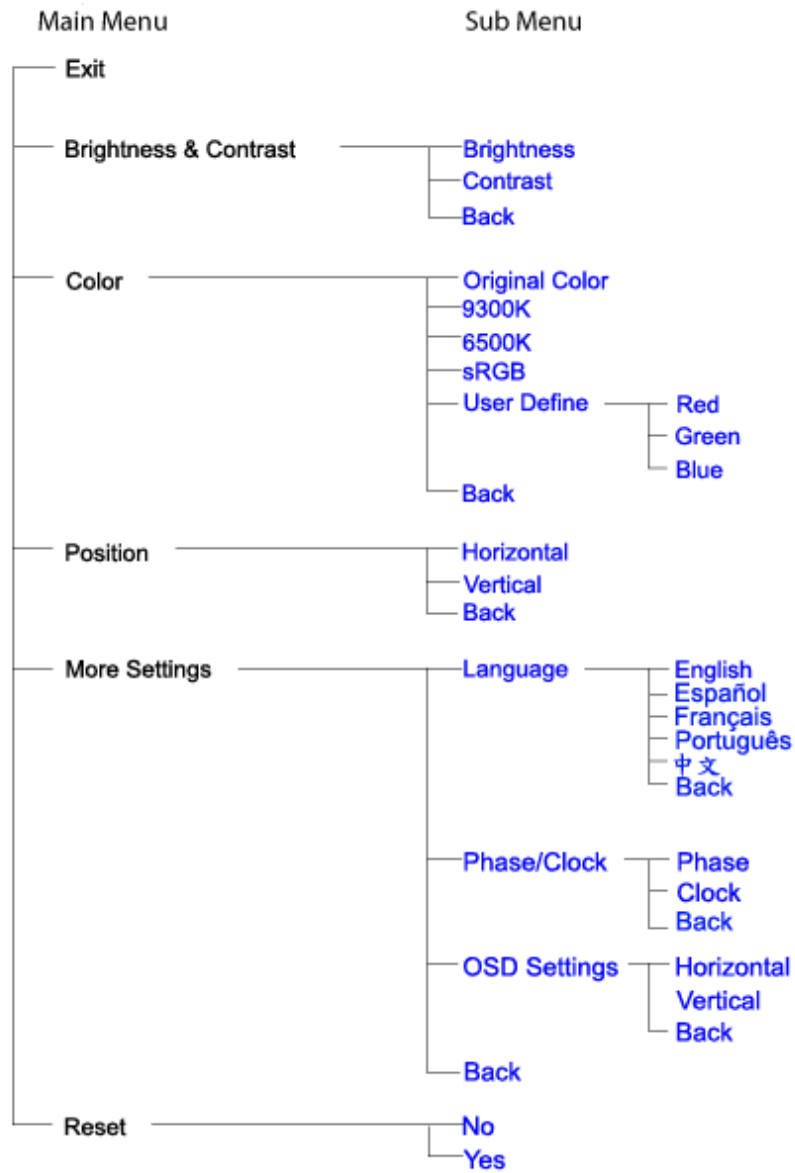 Main Menu Sub Menu
Exit
Brightness & Contrast Brightness
Contrast
Back
Color Original Color
9300K
6500K
sRGB
User Define Red
Green
Blue
Back
Position Horizontal
Vertical
Back
More Settings Language English
Español
Français
Português
中文
Back
Phase/Clock Phase
Clock
Back
OSD Settings Horizontal
Vertical
Back
Back
Reset No
Yes